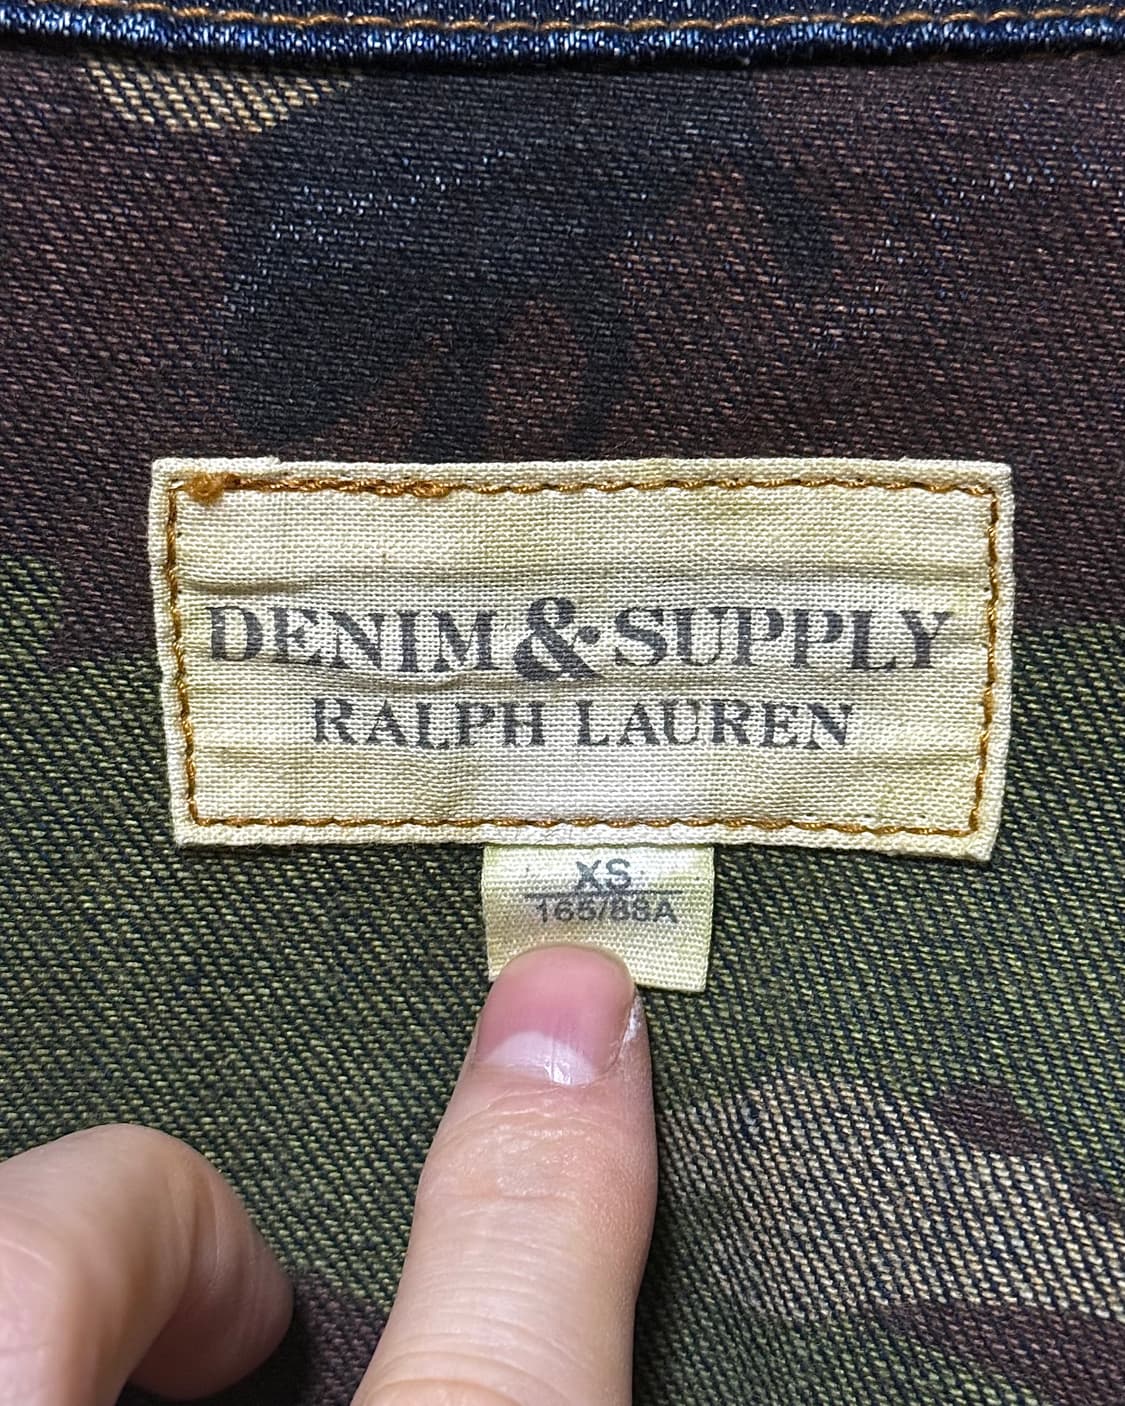 DENIM & SUPPLY
RALPH LAUREN
XS
165/88A